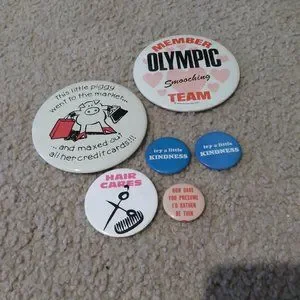 This little piggy
went to the market...
...and maxed out
all her credit cards!!!
MEMBER
OLYMPIC
Smooching
TEAM
try a little
KINDNESS
try a little
KINDNESS
HAIR
CARES
HOW DARE
YOU PRESUME
I'D RATHER
BE THIN